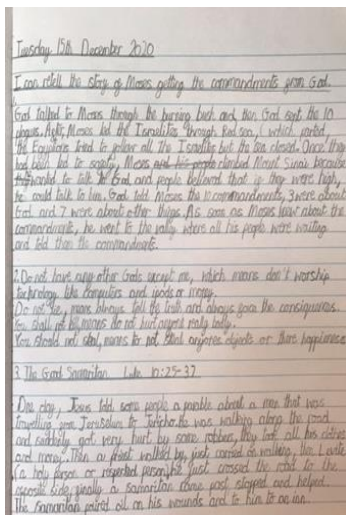 Tuesday 15th December 2020
I can retell the story of Moses getting the commandments from God.
God talked to Moses through the burning bush and then God sent the 10
plagues. After, Moses led the Israelites through Red sea, which parted,
the Egyptians tried to follow all the Israelites but the sea closed. Once they
had been led to safety, Moses and his people climbed Mount Sinai because
wanted to talk to God and people believed that if they were high,
he could talk to him. God told Moses the 10 commandments, 3 were about
God and 7 were about other things. As soon as Moses hear about the
commandments, he went to the vally where all his people were waiting
and told them the commandments.
2. Do not have any other Gods except me, which means don't worship
technology like computers and ipads or money.
Do not lie, means always tell the truth and always face the consiquences.
You shall not kill, means do not hurt anyone realy badly.
You should not steal, means to not steal anyones objects or there happiness
3. The Good Samaritan Luke 10:25-37
One day, Jesus told some people a parable about a man that was
travelling from Jerusalem to Jericho. he was walking along the road
and suddenly got very hurt by some robbers, they took all his clothes
and money. Then a priest walked by, just carried on walking, the Levite
(a holy person or respected person) he just crossed the road to the
opposite side, finally a samaritan came past stopped and helped.
The samaritan poured oil on his wounds and to him to an inn.